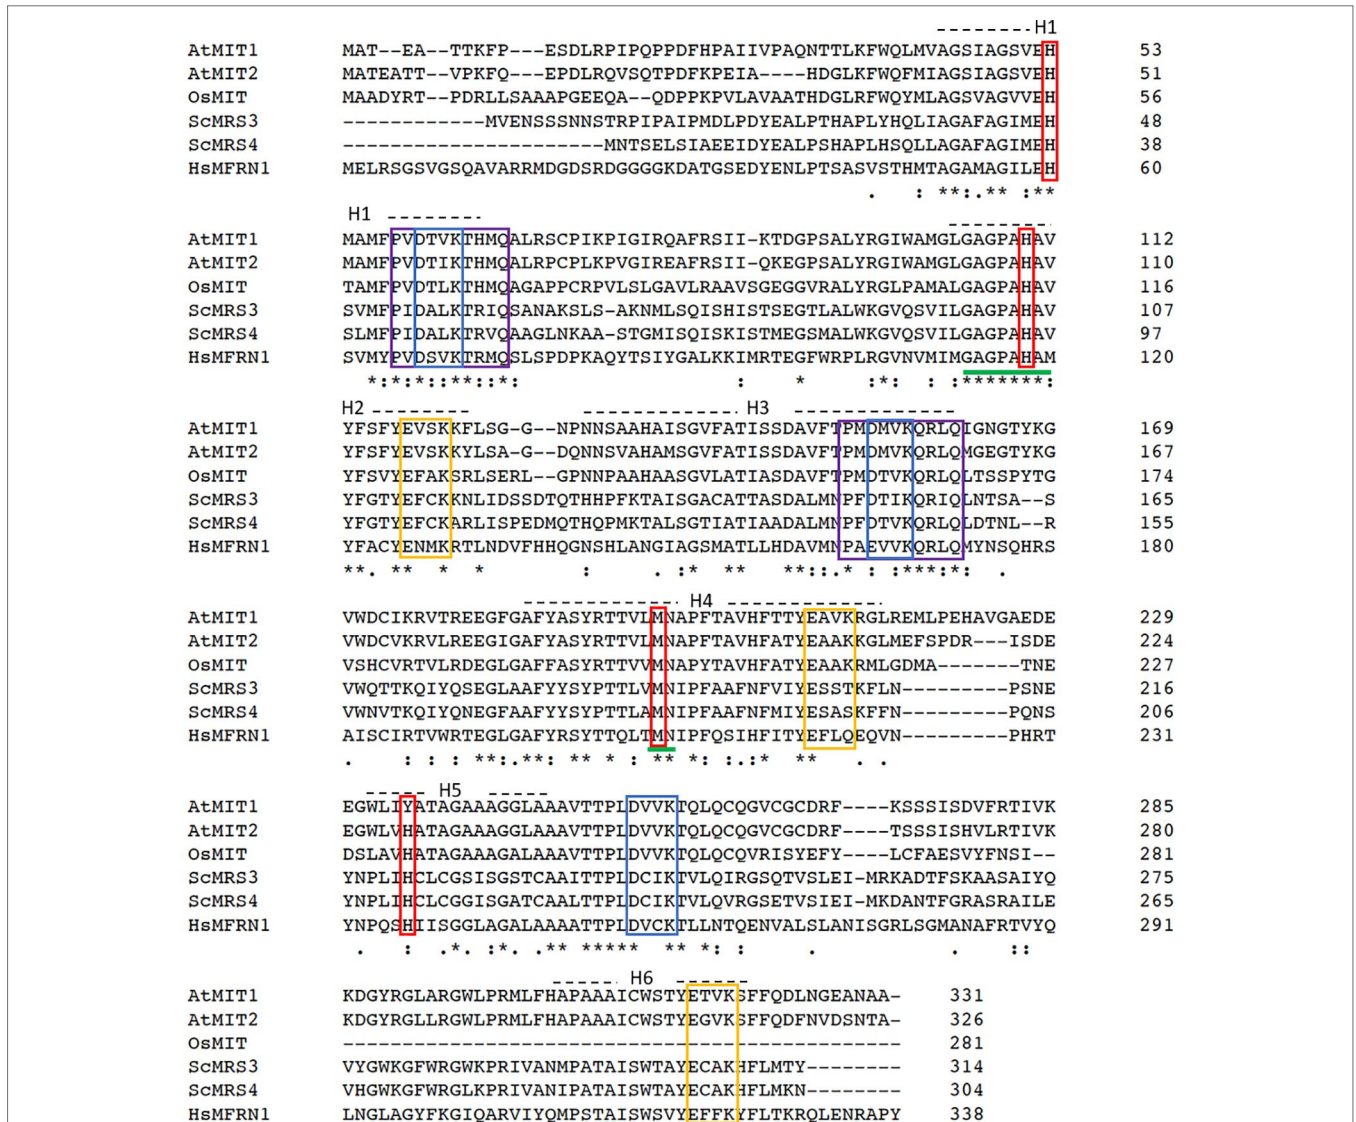 H1
AtMIT1 MAT--EA--TTKFP---ESDLRPIPQPPDFHPAIIVPAQNTTLKFWQLMVAGSIAGSVEH 53
AtMIT2 MATEATT--VPKFQ---EPDLRQVSQTPDFKPEIA----HDGLKFWQFMIAGSIAGSVEH 51
OsMIT MAADYRT--PDRLLSAAAPGEEQA--QDPPKPVLAVAATHDGLRFWQYMLAGSVAGVVEH 56
ScMRS3 ------------MVENSSSNNSTRPIPAIPMDLPDYEALPTHAPLYHQLIAGAFAGIMEH 48
ScMRS4 ----------------------MNTSELSIAEEIDYEALPSHAPLHSQLLAGAFAGIMEH 38
HsMFRN1 MELRSGSVGSQAVARRMDGDSRDGGGGKDATGSEDYENLPTSASVSTHMTAGAMAGILEH 60
. : **:.** :**
H1
AtMIT1 MAMFPVDTVKTHMQALRSCPIKPIGIRQAFRSII-KTDGPSALYRGIWAMGLGAGPAHAV 112
AtMIT2 MAMFPVDTIKTHMQALRPCPLKPVGIREAFRSII-QKEGPSALYRGIWAMGLGAGPAHAV 110
OsMIT TAMFPVDTLKTHMQAGAPPCRPVLSLGAVLRAAVSGEGGVRALYRGLPAMALGAGPAHAV 116
ScMRS3 SVMFPIDALKTRIQSANAKSLS-AKNMLSQISHISTSEGTLALWKGVQSVILGAGPAHAV 107
ScMRS4 SLMFPIDALKTRVQAAGLNKAA-STGMISQISKISTMEGSMALWKGVQSVILGAGPAHAV 97
HsMFRN1 SVMYPVDSVKTRMQSLSPDPKAQYTSIYGALKKIMRTEGFWRPLRGVNVMIMGAGPAHAM 120
*:*:*::**::*: : * :*: : :*******:
H2 H3
AtMIT1 YFSFYEVSKKFLSG-G--NPNNSAAHAISGVFATISSDAVFTPMDMVKQRLQIGNGTYKG 169
AtMIT2 YFSFYEVSKKYLSA-G--DQNNSVAHAMSGVFATISSDAVFTPMDMVKQRLQMGEGTYKG 167
OsMIT YFSVYEFAKSRLSERL--GPNNPAAHAASGVLATIASDAVFTPMDTVKQRLQLTSSPYTG 174
ScMRS3 YFGTYEFCKKNLIDSSDTQTHHPFKTAISGACATTASDALMNPFDTIKQRIQLNTSA--S 165
ScMRS4 YFGTYEFCKARLISPEDMQTHQPMKTALSGTIATIAADALMNPFDTVKQRLQLDTNL--R 155
HsMFRN1 YFACYENMKRTLNDVFHHQGNSHLANGIAGSMATLLHDAVMNPAEVVKQRLQMYNSQHRS 180
**. ** * * : . :* ** **::.* : :***:*: .
H4
AtMIT1 VWDCIKRVTREEGFGAFYASYRTTVLMNAPFTAVHFTTYEAVKRGLREMLPEHAVGAEDE 229
AtMIT2 VWDCVKRVLREEGIGAFYASYRTTVLMNAPFTAVHFATYEAAKKGLMEFSPDR---ISDE 224
OsMIT VSHCVRTVLRDEGLGAFFASYRTTVVMNAPYTAVHFATYEAAKRMLGDMA-------TNE 227
ScMRS3 VWQTTKQIYQSEGLAAFYYSYPTTLVMNIPFAAFNFVIYESSTKFLN---------PSNE 216
ScMRS4 VWNVTKQIYQNEGFAAFYYSYPTTLAMNIPFAAFNFMIYESASKFFN---------PQNS 206
HsMFRN1 AISCIRTVWRTEGLGAFYRSYTTQLTMNIPFQSIHFITYEFLQEQVN---------PHRT 231
. : : : **:.**: ** * : ** *: :.:* ** . .
H5
AtMIT1 EGWLIYATAGAAAGGLAAAVTTPLDVVKTQLQCQGVCGCDRF----KSSSISDVFRTIVK 285
AtMIT2 EGWLVHATAGAAAGGLAAAVTTPLDVVKTQLQCQGVCGCDRF----TSSSISHVLRTIVK 280
OsMIT DSLAVHATAGAAAGALAAAVTTPLDVVKTQLQCQVRISYEFY----LCFAESVYFNSI-- 281
ScMRS3 YNPLIHCLCGSISGSTCAAITTPLDCIKTVLQIRGSQTVSLEI-MRKADTFSKAASAIYQ 275
ScMRS4 YNPLIHCLCGGISGATCAALTTPLDCIKTVLQVRGSETVSIEI-MKDANTFGRASRAILE 265
HsMFRN1 YNPQSHIISGGLAGALAAAATTPLDVCKTLLNTQENVALSLANISGRLSGMANAFRTVYQ 291
. : .*. :*. .** ***** ** *: : . . ::
H6
AtMIT1 KDGYRGLARGWLPRMLFHAPAAAICWSTYETVKSFFQDLNGEANAA- 331
AtMIT2 KDGYRGLLRGWLPRMLFHAPAAAICWSTYEGVKSFFQDFNVDSNTA- 326
OsMIT ----------------------------------------------- 281
ScMRS3 VYGWKGFWRGWKPRIVANMPATAISWTAYECAKHFLMTY-------- 314
ScMRS4 VHGWKGFWRGLKPRIVANIPATAISWTAYECAKHFLMKN-------- 304
HsMFRN1 LNGLAGYFKGIQARVIYQMPSTAISWSVYEFFKYFLTKRQLENRAPY 338